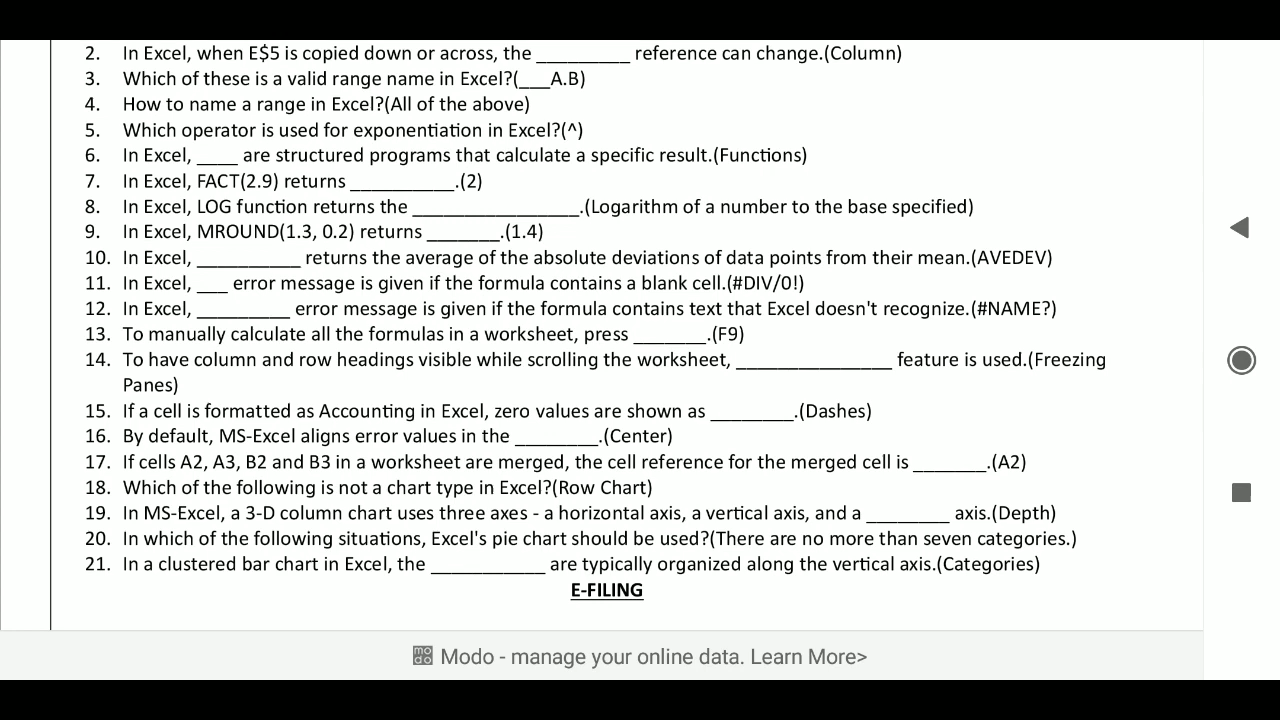 2. In Excel, when E$5 is copied down or across, the _________ reference can change.(Column)
3. Which of these is a valid range name in Excel?(___A.B)
4. How to name a range in Excel?(All of the above)
5. Which operator is used for exponentiation in Excel?(^)
6. In Excel, ____ are structured programs that calculate a specific result.(Functions)
7. In Excel, FACT(2.9) returns __________.(2)
8. In Excel, LOG function returns the ________________.(Logarithm of a number to the base specified)
9. In Excel, MROUND(1.3, 0.2) returns _______.(1.4)
10. In Excel, __________ returns the average of the absolute deviations of data points from their mean.(AVEDEV)
11. In Excel, ___ error message is given if the formula contains a blank cell.(#DIV/0!)
12. In Excel, _________ error message is given if the formula contains text that Excel doesn't recognize.(#NAME?)
13. To manually calculate all the formulas in a worksheet, press _______.(F9)
14. To have column and row headings visible while scrolling the worksheet, _______________ feature is used.(Freezing
Panes)
15. If a cell is formatted as Accounting in Excel, zero values are shown as ________.(Dashes)
16. By default, MS-Excel aligns error values in the ________.(Center)
17. If cells A2, A3, B2 and B3 in a worksheet are merged, the cell reference for the merged cell is _______.(A2)
18. Which of the following is not a chart type in Excel?(Row Chart)
19. In MS-Excel, a 3-D column chart uses three axes - a horizontal axis, a vertical axis, and a ________ axis.(Depth)
20. In which of the following situations, Excel's pie chart should be used?(There are no more than seven categories.)
21. In a clustered bar chart in Excel, the ___________ are typically organized along the vertical axis.(Categories)
E-FILING
modo Modo - manage your online data. Learn More>